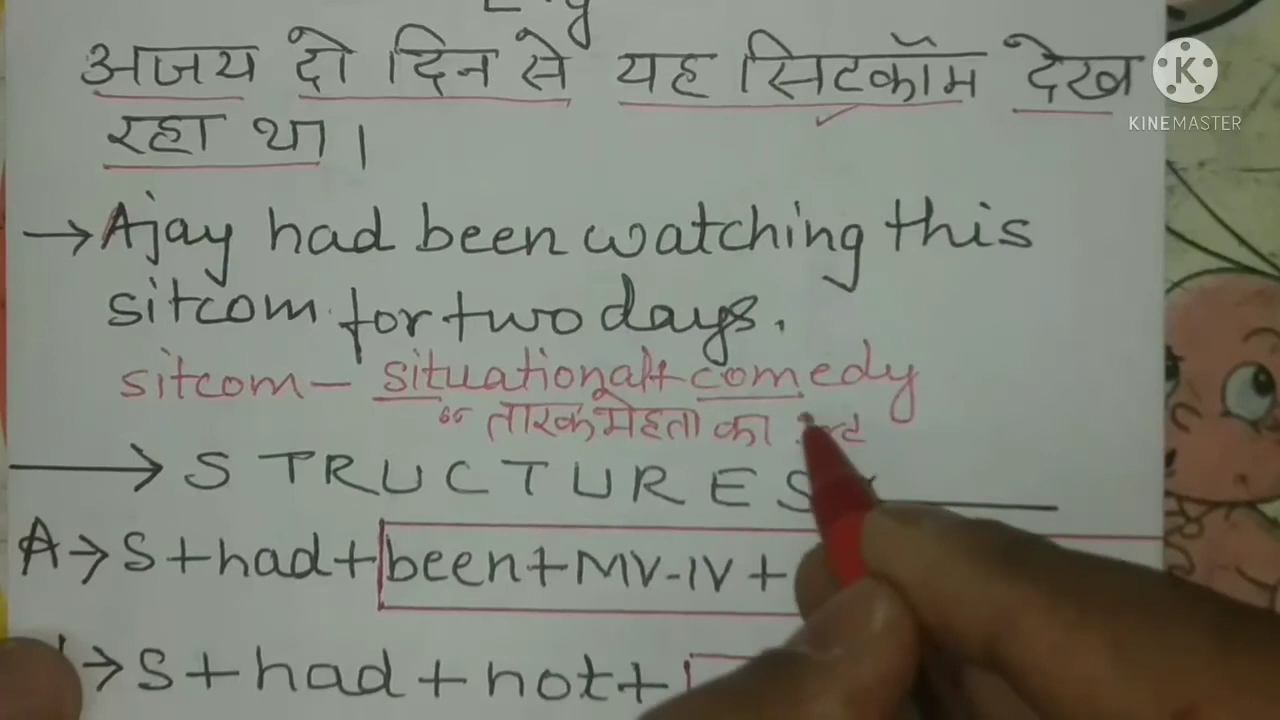 अजय दो दिन से यह सिटकॉम देख
रहा था।
K
KINEMASTER
→ Ajay had been watching this
sitcom for two days.
sitcom - situational+comedy
“ तारक मेहता का
→ STRUCTURES
A → S + had + been + MV-IV +
→ S + had + not +